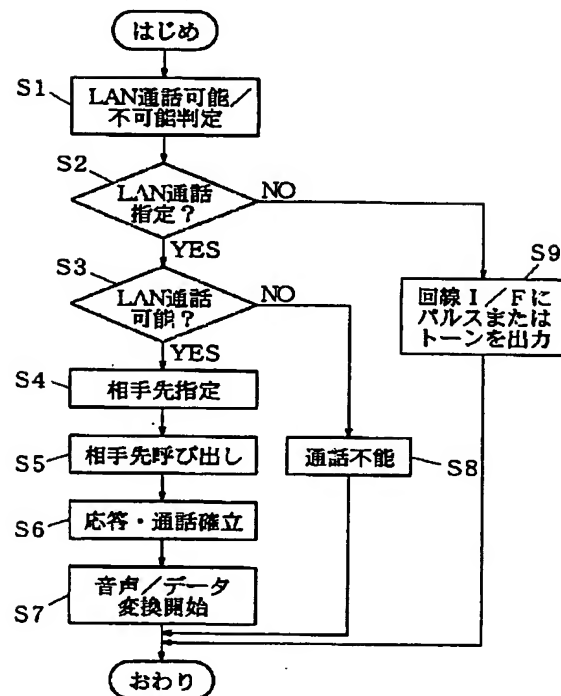 はじめ
S1
LAN通話可能／
不可能判定
S2
LAN通話
指定？
NO
YES
S3
LAN通話
可能？
NO
YES
S9
回線Ｉ／Ｆに
パルスまたは
トーンを出力
S4
相手先指定
S5
相手先呼び出し
通話不能
S8
S6
応答・通話確立
S7
音声／データ
変換開始
おわり